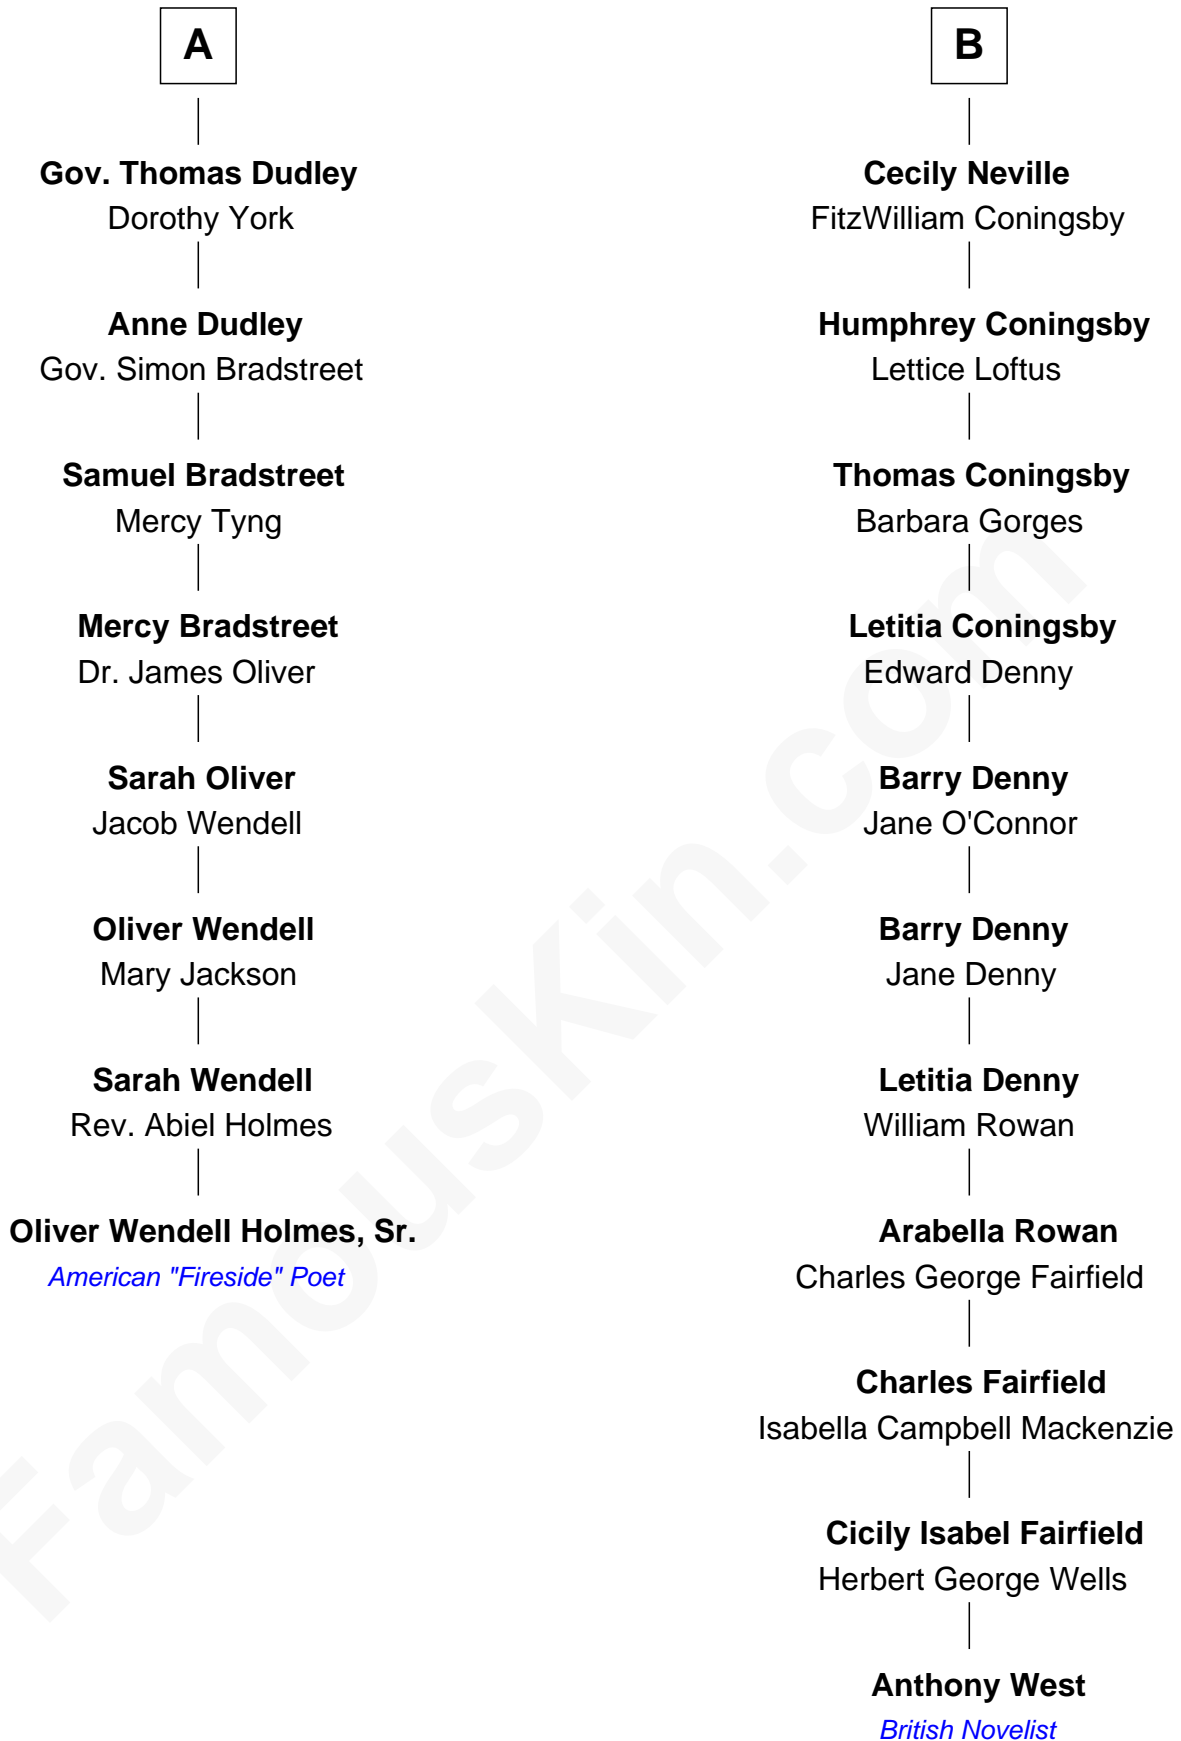 A
Gov. Thomas Dudley
Dorothy York
Anne Dudley
Gov. Simon Bradstreet
Samuel Bradstreet
Mercy Tyng
Mercy Bradstreet
Dr. James Oliver
Sarah Oliver
Jacob Wendell
Oliver Wendell
Mary Jackson
Sarah Wendell
Rev. Abiel Holmes
Oliver Wendell Holmes, Sr.
American "Fireside" Poet
B
Cecily Neville
FitzWilliam Coningsby
Humphrey Coningsby
Lettice Loftus
Thomas Coningsby
Barbara Gorges
Letitia Coningsby
Edward Denny
Barry Denny
Jane O'Connor
Barry Denny
Jane Denny
Letitia Denny
William Rowan
Arabella Rowan
Charles George Fairfield
Charles Fairfield
Isabella Campbell Mackenzie
Cicily Isabel Fairfield
Herbert George Wells
Anthony West
British Novelist
FamousKin.com